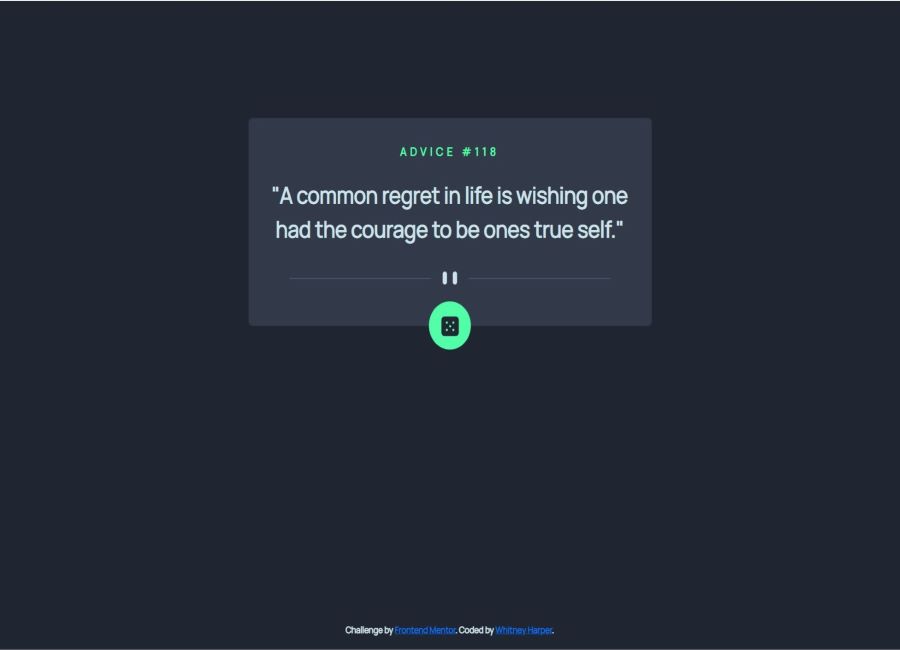 ADVICE #118
"A common regret in life is wishing one
had the courage to be ones true self."
Challenge by Frontend Mentor. Coded by Whitney Harper.